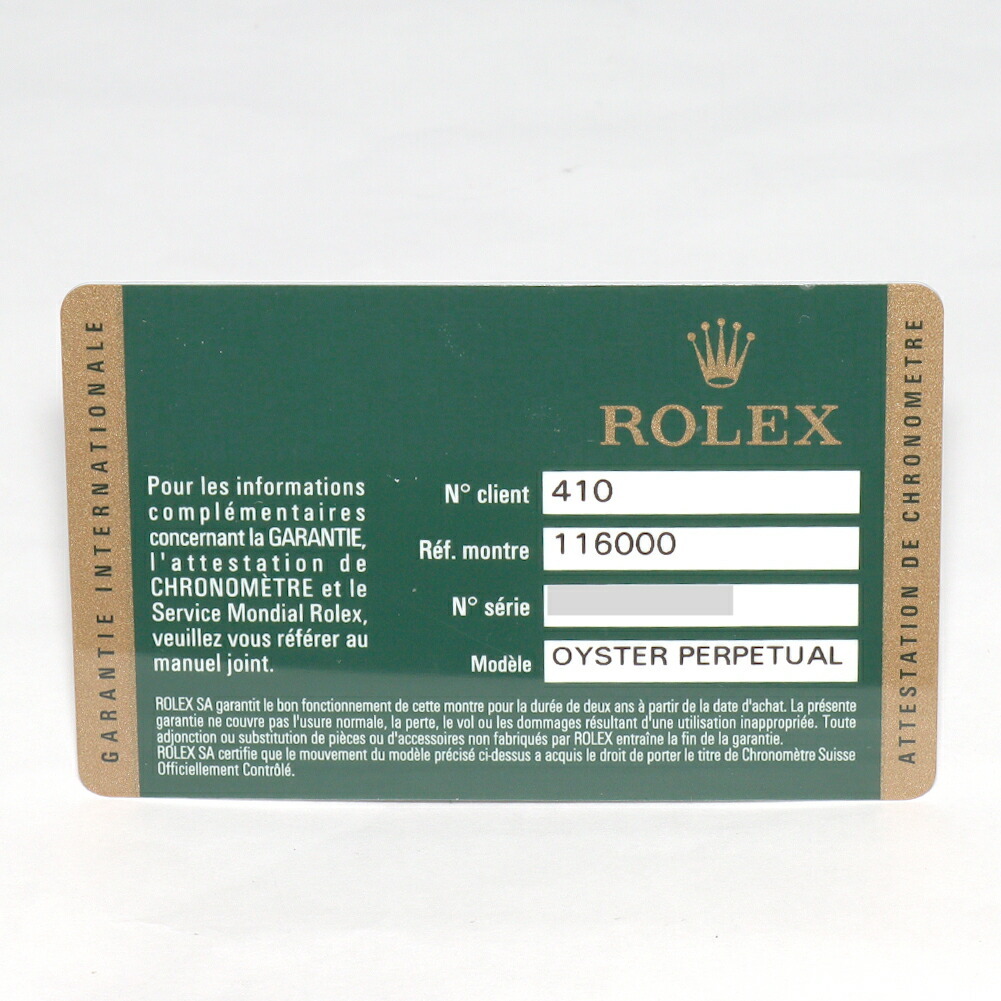 GARANTIE INTERNATIONALE
ROLEX
Pour les informations
complémentaires
concernant la GARANTIE,
l'attestation de
CHRONOMÈTRE et le
Service Mondial Rolex,
veuillez vous référer au
manuel joint.
N° client 410
Réf. montre 116000
N° série
Modèle OYSTER PERPETUAL
ROLEX SA garantit le bon fonctionnement de cette montre pour la durée de deux ans à partir de la date d'achat. La présente
garantie ne couvre pas l'usure normale, la perte, le vol ou les dommages résultant d'une utilisation inappropriée. Toute
adjonction ou substitution de pièces ou d'accessoires non fabriqués par ROLEX entraîne la fin de la garantie.
ROLEX SA certifie que le mouvement du modèle précisé ci-dessus a acquis le droit de porter le titre de Chronomètre Suisse
Officiellement Contrôlé.
ATTESTATION DE CHRONOMETRE